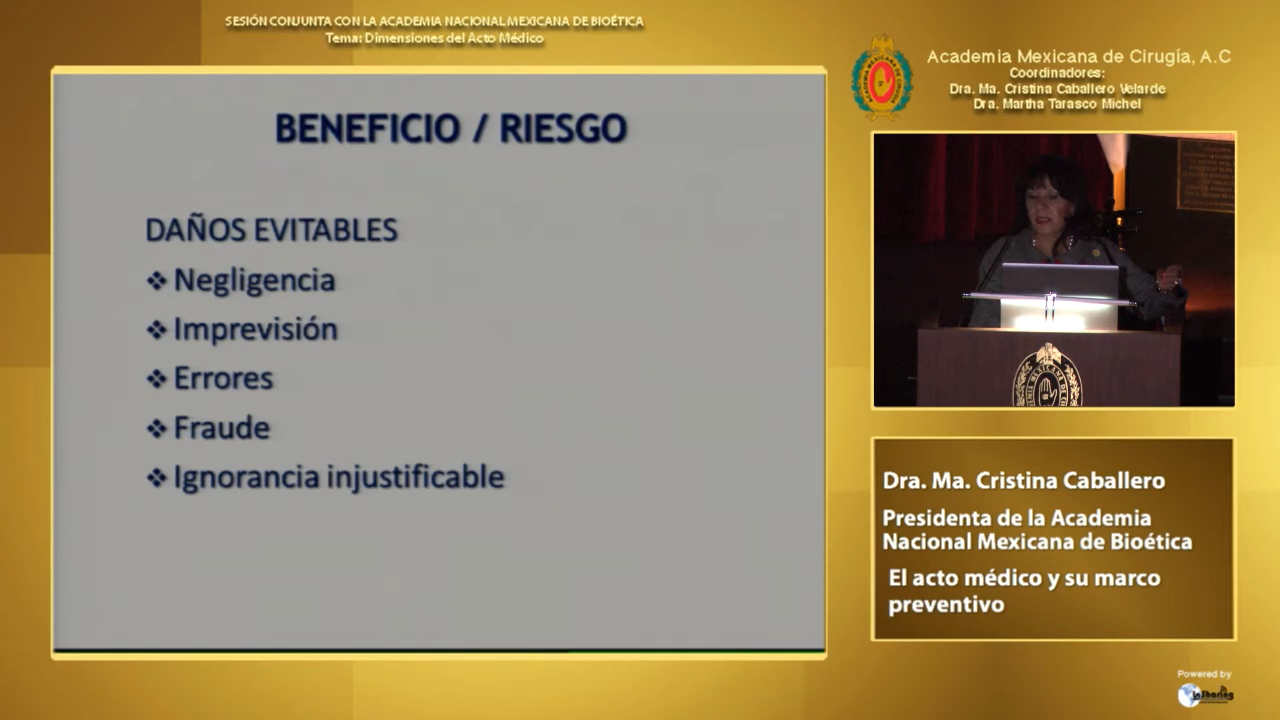 SESIÓN CONJUNTA CON LA ACADEMIA NACIONAL MEXICANA DE BIOÉTICA
Tema: Dimensiones del Acto Médico
BENEFICIO / RIESGO
DAÑOS EVITABLES
❖ Negligencia
❖ Imprevisión
❖ Errores
❖ Fraude
❖ Ignorancia injustificable
Academia Mexicana de Cirugía, A.C
Coordinadores:
Dra. Ma. Cristina Caballero Velarde
Dra. Martha Tarasco Michel
Dra. Ma. Cristina Caballero
Presidenta de la Academia
Nacional Mexicana de Bioética
El acto médico y su marco
preventivo
Powered by
InSharing